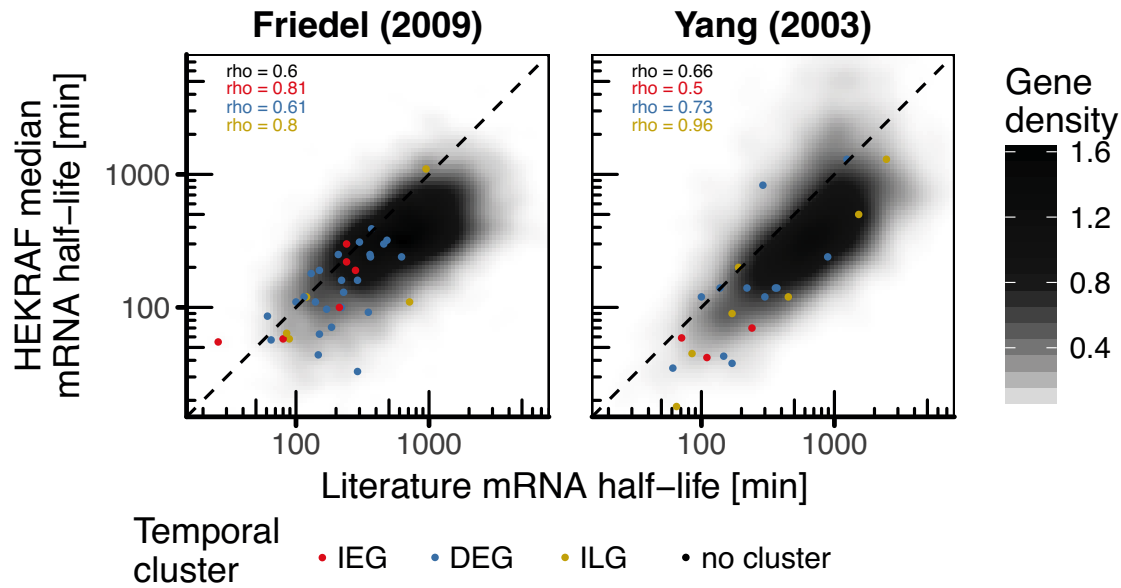 Friedel (2009)
Yang (2003)
rho = 0.6
rho = 0.81
rho = 0.61
rho = 0.8
rho = 0.66
rho = 0.5
rho = 0.73
rho = 0.96
HEKRAF median
mRNA half−life [min]
1000
100
100
1000
100
1000
Literature mRNA half−life [min]
Gene
density
1.6
1.2
0.8
0.4
Temporal
cluster
IEG
DEG
ILG
no cluster